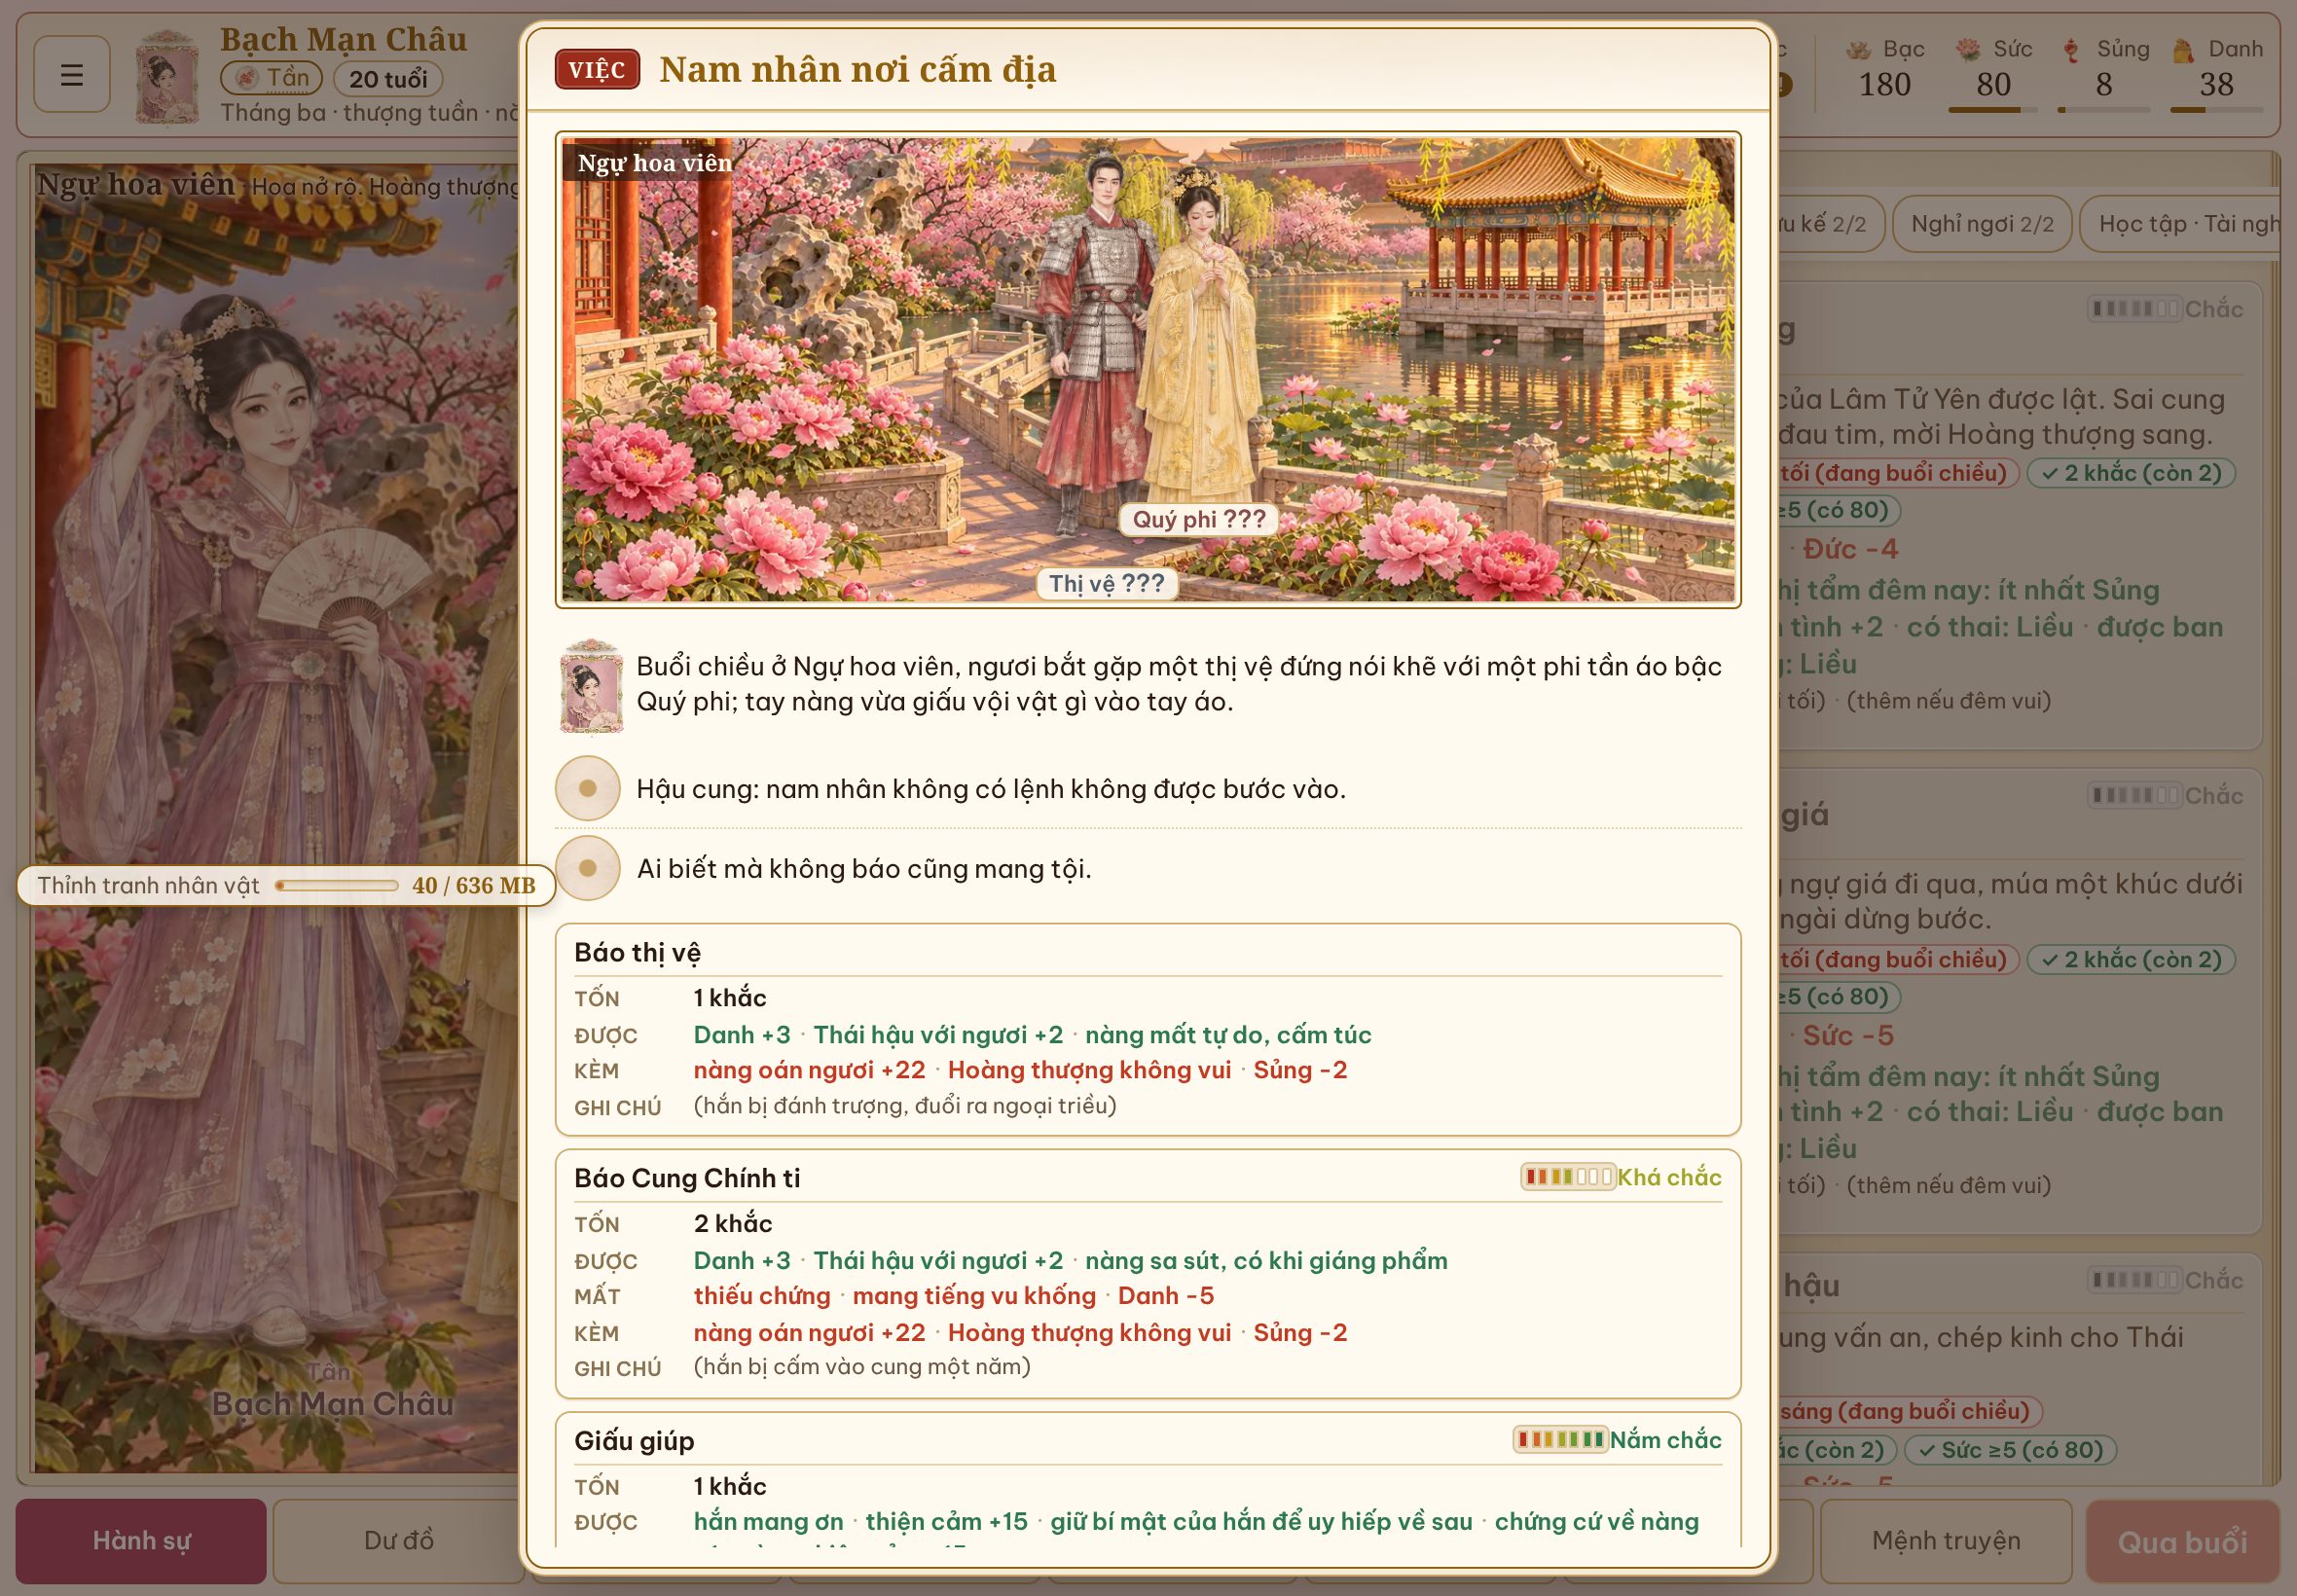 Bạch Mạn Châu
Tần
20 tuổi
Tháng ba · thượng tuần ·
Bạc
180
Sức
80
Sủng
8
Danh
38
Ngự hoa viên · Hoa nở rộ. Hoàng thượng
Tần
Bạch Mạn Châu
Thỉnh tranh nhân vật 40 / 636 MB
VIỆC Nam nhân nơi cấm địa
Ngự hoa viên
Quý phi ???
Thị vệ ???
Buổi chiều ở Ngự hoa viên, ngươi bắt gặp một thị vệ đứng nói khẽ với một phi tần áo bậc
Quý phi; tay nàng vừa giấu vội vật gì vào tay áo.
Hậu cung: nam nhân không có lệnh không được bước vào.
Ai biết mà không báo cũng mang tội.
Báo thị vệ
TỐN 1 khắc
ĐƯỢC Danh +3 · Thái hậu với ngươi +2 · nàng mất tự do, cấm túc
KÈM nàng oán ngươi +22 · Hoàng thượng không vui · Sủng -2
GHI CHÚ (hắn bị đánh trượng, đuổi ra ngoại triều)
Báo Cung Chính ti Khá chắc
TỐN 2 khắc
ĐƯỢC Danh +3 · Thái hậu với ngươi +2 · nàng sa sút, có khi giáng phẩm
MẤT thiếu chứng · mang tiếng vu khống · Danh -5
KÈM nàng oán ngươi +22 · Hoàng thượng không vui · Sủng -2
GHI CHÚ (hắn bị cấm vào cung một năm)
Giấu giúp Nắm chắc
TỐN 1 khắc
ĐƯỢC hắn mang ơn · thiện cảm +15 · giữ bí mật của hắn để uy hiếp về sau · chứng cứ về nàng
kế 2/2
Nghỉ ngơi 2/2
Học tập · Tài
Chắc
của Lâm Tử Yên được lật. Sai cung
đau tim, mời Hoàng thượng sang.
tối (đang buổi chiều) ✓ 2 khắc (còn 2)
≥5 (có 80)
· Đức -4
tẩm đêm nay: ít nhất Sủng
tình +2 · có thai: Liều · được ban
Liều
tối) · (thêm nếu đêm vui)
giá Chắc
ngự giá đi qua, múa một khúc dưới
ngài dừng bước.
tối (đang buổi chiều) ✓ 2 khắc (còn 2)
≥5 (có 80)
· Sức -5
tẩm đêm nay: ít nhất Sủng
tình +2 · có thai: Liều · được ban
Liều
tối) · (thêm nếu đêm vui)
hậu Chắc
vấn an, chép kinh cho Thái
sáng (đang buổi chiều)
(còn 2) ✓ Sức ≥5 (có 80)
Hành sự
Dư đồ
Mệnh truyện
Qua buổi